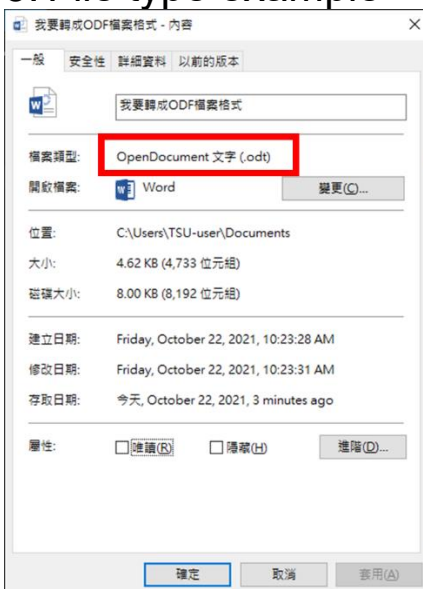 我要轉成ODF檔案格式 - 內容
一般 安全性 詳細資料 以前的版本
我要轉成ODF檔案格式
檔案類型: OpenDocument 文字 (.odt)
開啟檔案: Word 變更(C)...
位置: C:\Users\TSU-user\Documents
大小: 4.62 KB (4,733 位元組)
磁碟大小: 8.00 KB (8,192 位元組)
建立日期: Friday, October 22, 2021, 10:23:28 AM
修改日期: Friday, October 22, 2021, 10:23:31 AM
存取日期: 今天, October 22, 2021, 3 minutes ago
屬性: 唯讀(R) 隱藏(H) 進階(D)...
確定 取消 套用(A)